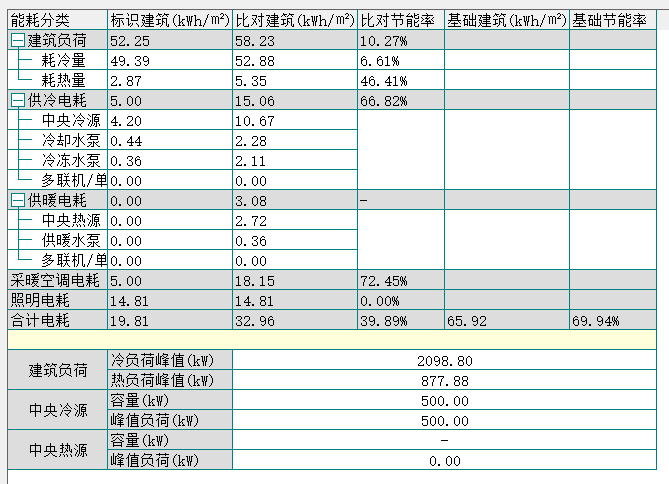 能耗分类 标识建筑(kWh/㎡) 比对建筑(kWh/㎡) 比对节能率 基础建筑(kWh/㎡) 基础节能率
建筑负荷 52.25 58.23 10.27%
耗冷量 49.39 52.88 6.61%
耗热量 2.87 5.35 46.41%
供冷电耗 5.00 15.06 66.82%
中央冷源 4.20 10.67
冷却水泵 0.44 2.28
冷冻水泵 0.36 2.11
多联机/单 0.00 0.00
供暖电耗 0.00 3.08 -
中央热源 0.00 2.72
供暖水泵 0.00 0.36
多联机/单 0.00 0.00
采暖空调电耗 5.00 18.15 72.45%
照明电耗 14.81 14.81 0.00%
合计电耗 19.81 32.96 39.89% 65.92 69.94%
建筑负荷 冷负荷峰值(kW) 2098.80
热负荷峰值(kW) 877.88
中央冷源 容量(kW) 500.00
峰值负荷(kW) 500.00
中央热源 容量(kW) -
峰值负荷(kW) 0.00